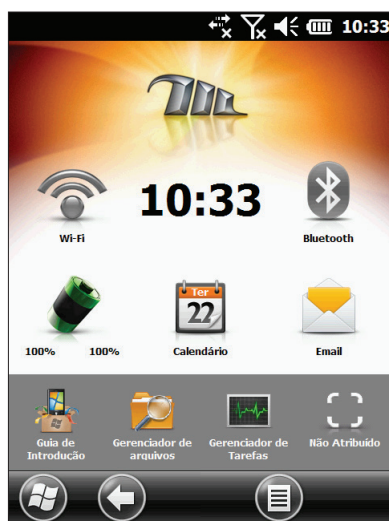 10:33
10:33
Wi-Fi
Bluetooth
Ter
22
100% 100%
Calendário
Email
Guia de Introdução
Gerenciador de arquivos
Gerenciador de Tarefas
Não Atribuído